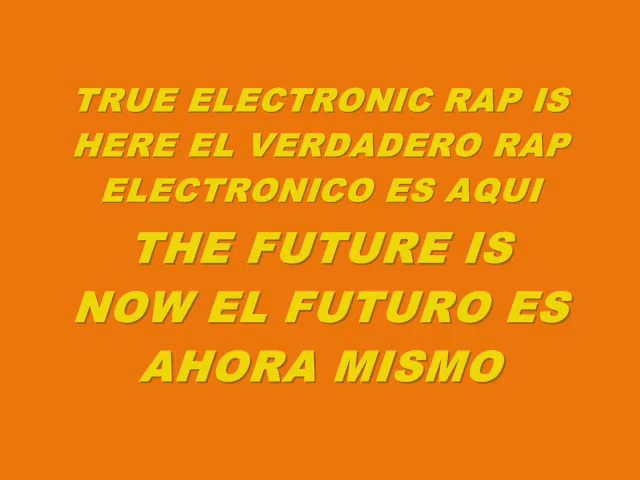 TRUE ELECTRONIC RAP IS
HERE EL VERDADERO RAP
ELECTRONICO ES AQUI
THE FUTURE IS
NOW EL FUTURO ES
AHORA MISMO